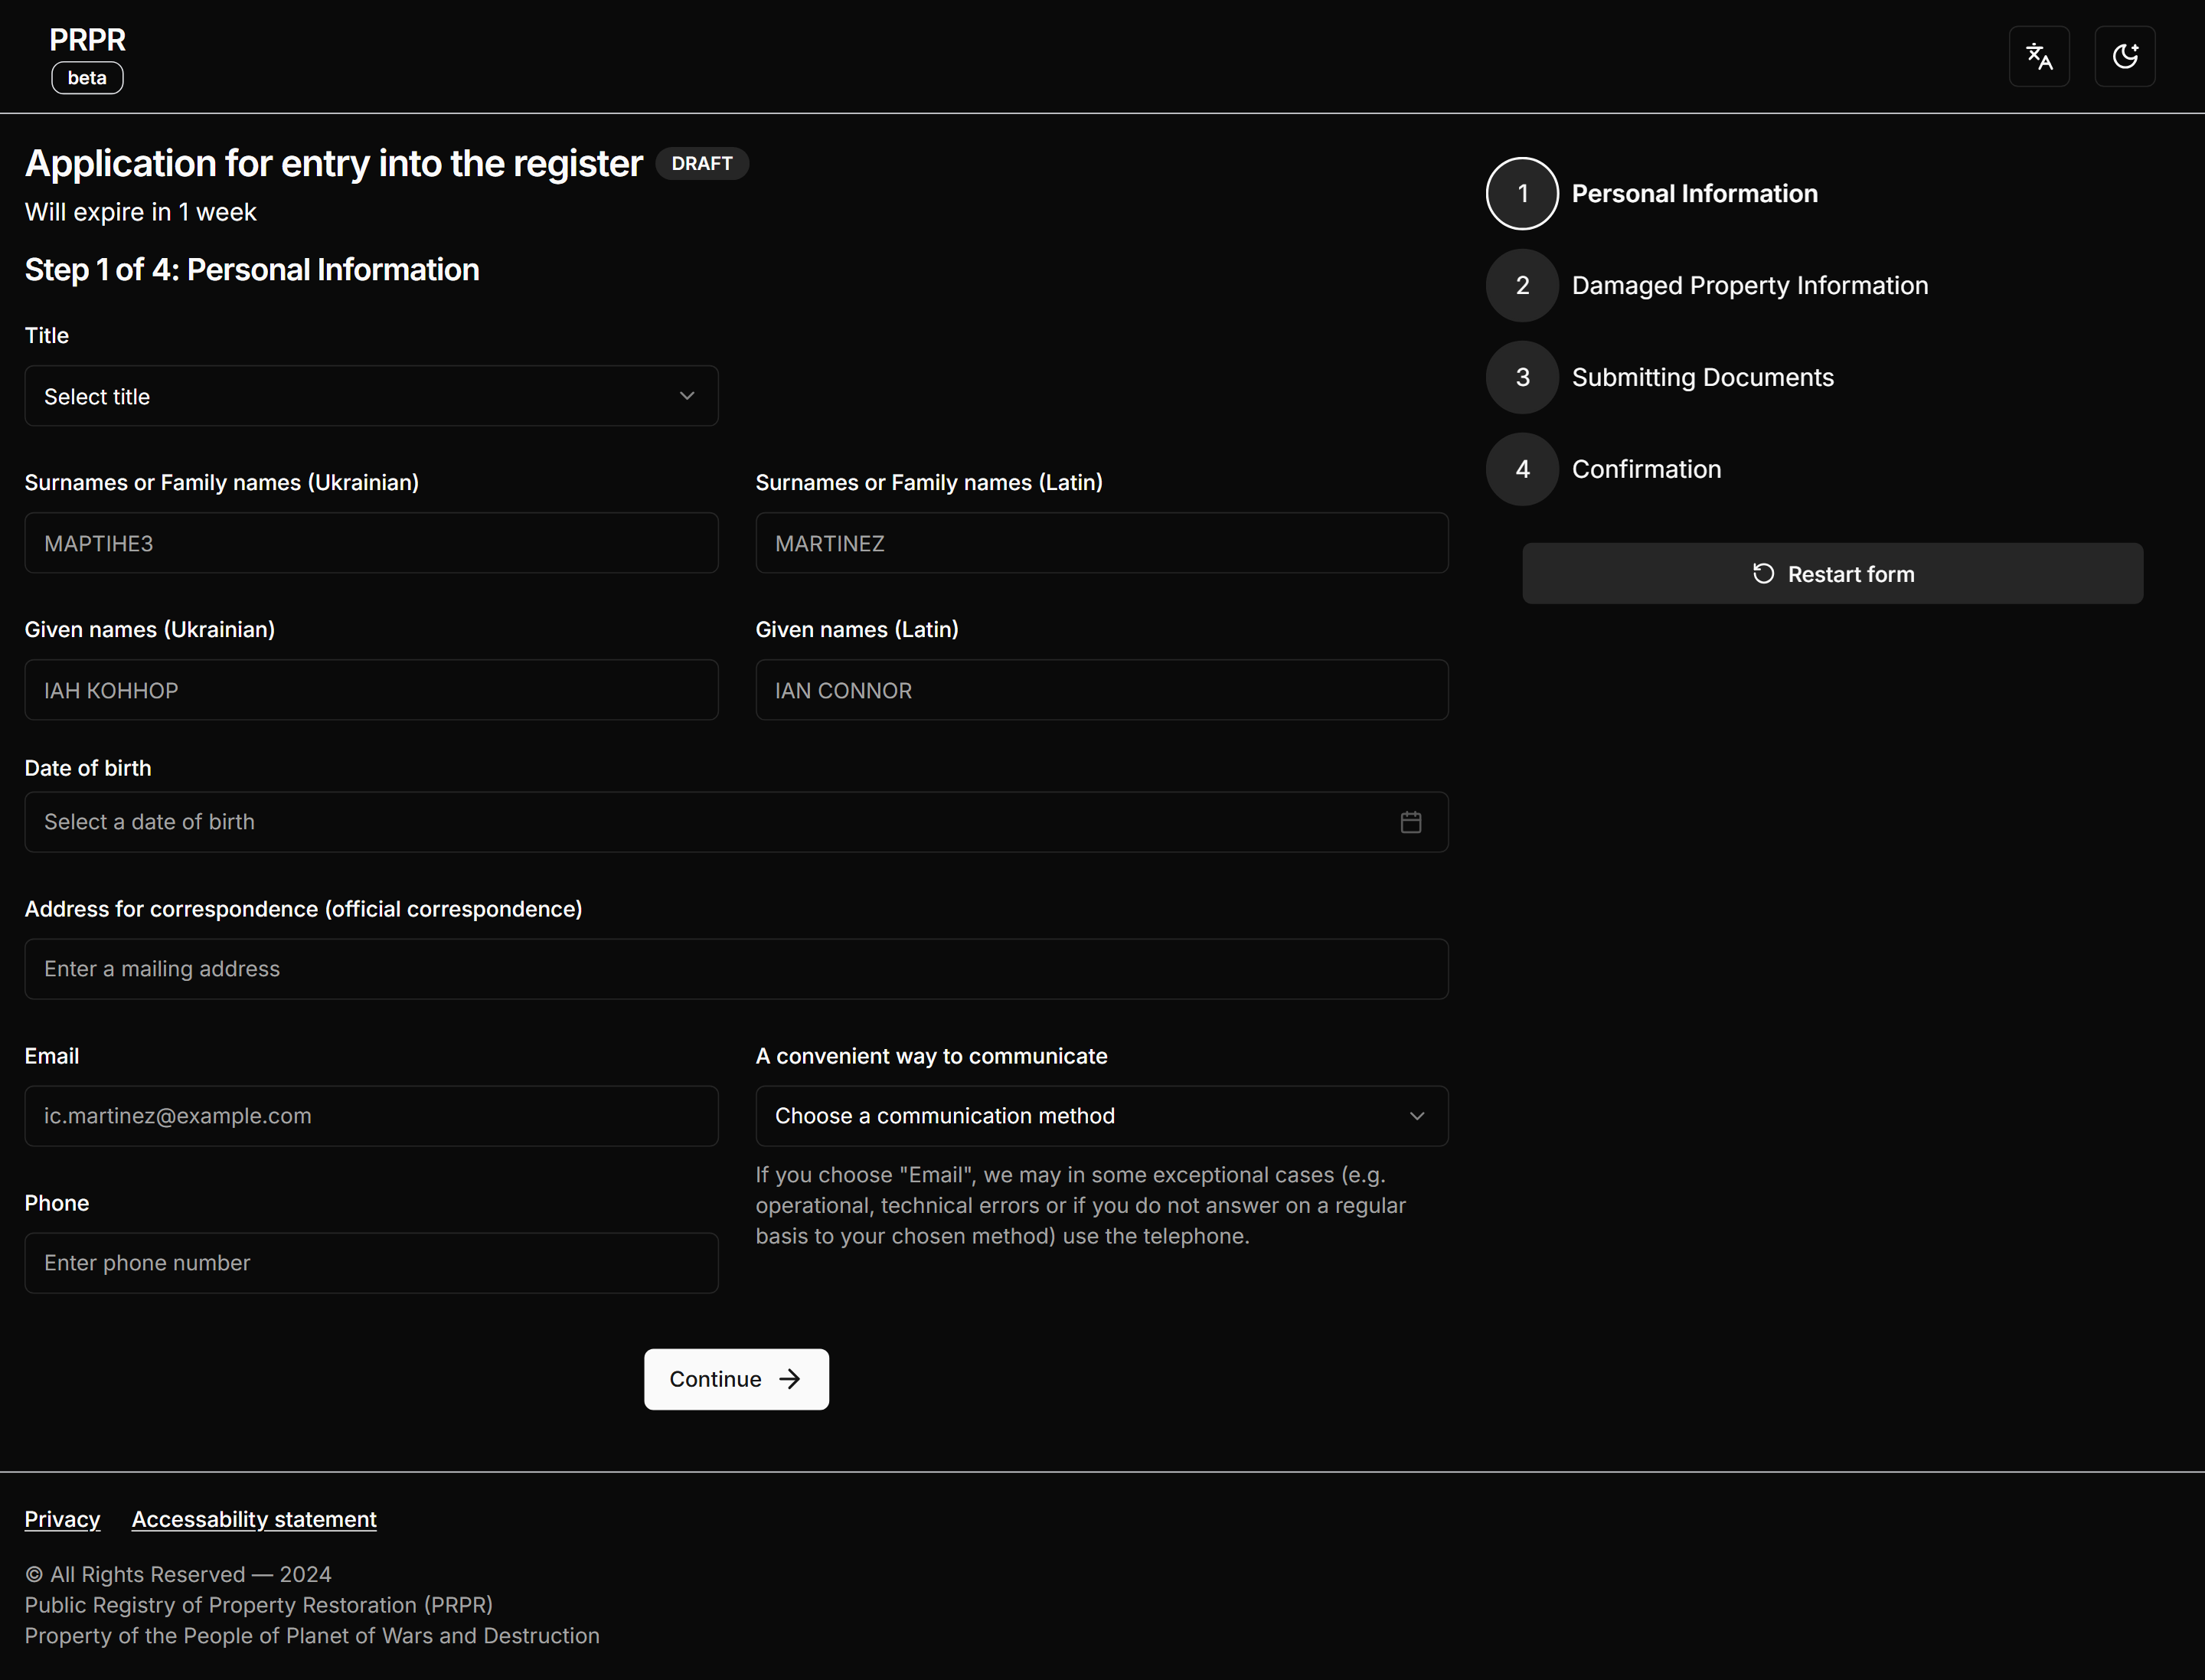 PRPR
beta
Application for entry into the register DRAFT
Will expire in 1 week
Step 1 of 4: Personal Information
Title
Select title
Surnames or Family names (Ukrainian)
МАРТІНЕЗ
Surnames or Family names (Latin)
MARTINEZ
Given names (Ukrainian)
ІАН КОННОР
Given names (Latin)
IAN CONNOR
Date of birth
Select a date of birth
Address for correspondence (official correspondence)
Enter a mailing address
Email
ic.martinez@example.com
A convenient way to communicate
Choose a communication method
If you choose "Email", we may in some exceptional cases (e.g.
operational, technical errors or if you do not answer on a regular
basis to your chosen method) use the telephone.
Phone
Enter phone number
Continue
1 Personal Information
2 Damaged Property Information
3 Submitting Documents
4 Confirmation
Restart form
Privacy Accessability statement
© All Rights Reserved — 2024
Public Registry of Property Restoration (PRPR)
Property of the People of Planet of Wars and Destruction